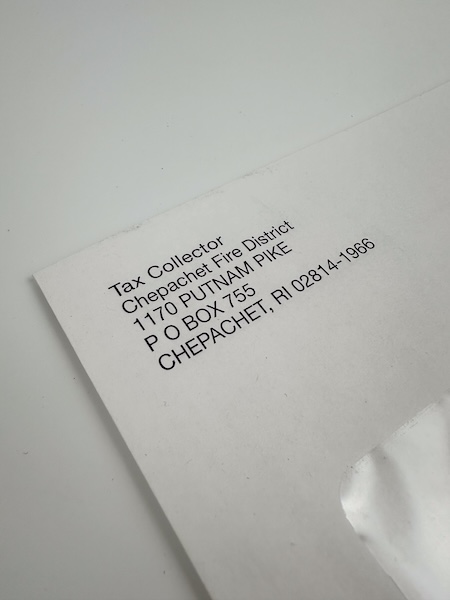 Tax Collector
Chepachet Fire District
1170 PUTNAM PIKE
P O BOX 755
CHEPACHET, RI 02814-1966